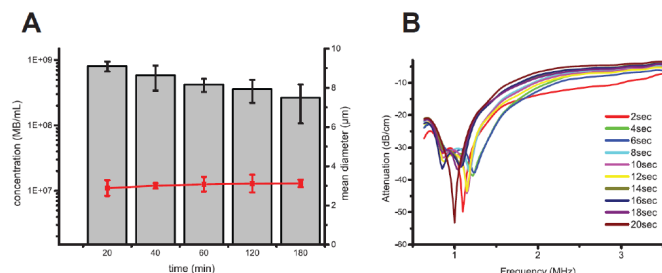 A
B
concentration (MB/mL)
1E+09
1E+08
1E+07
20
40
60
120
180
time (min)
10
8
6
4
3
2
1
0
mean diameter (µm)
Attenuation (dB/cm)
-10
-20
-30
-40
-50
-60
1
2
3
Frequency (MHz)
2sec
4sec
6sec
8sec
10sec
12sec
14sec
16sec
18sec
20sec